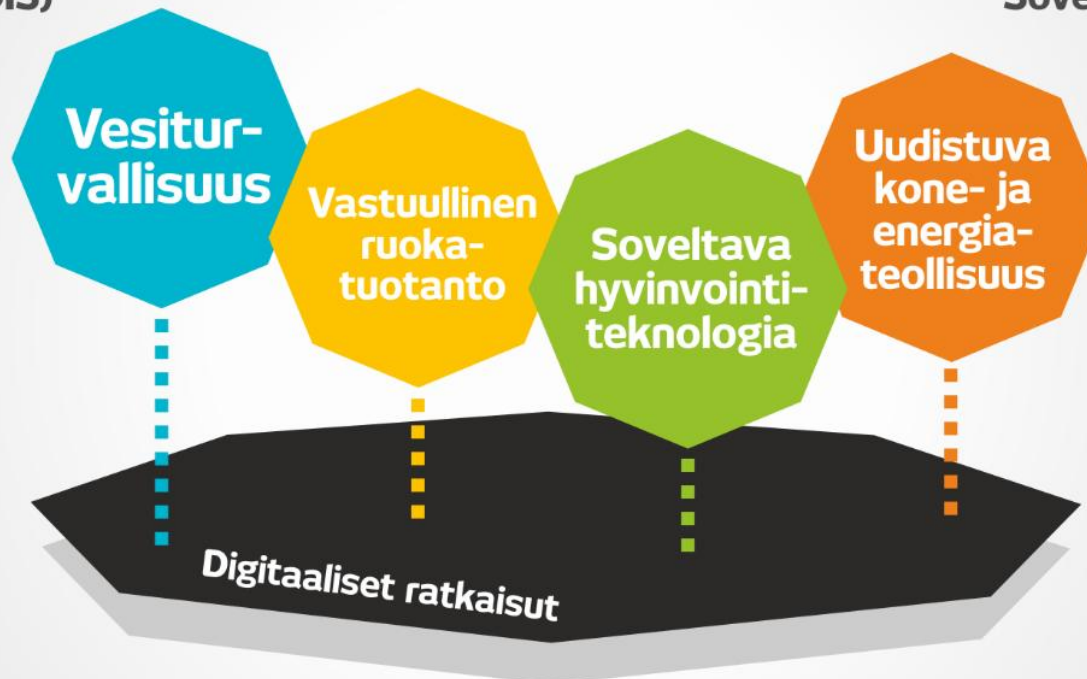 Vesitur-
vallisuus
Vastuullinen
ruoka-
tuotanto
Soveltava
hyvinvointi-
teknologia
Uudistuva
kone- ja
energia-
teollisuus
Digitaaliset ratkaisut